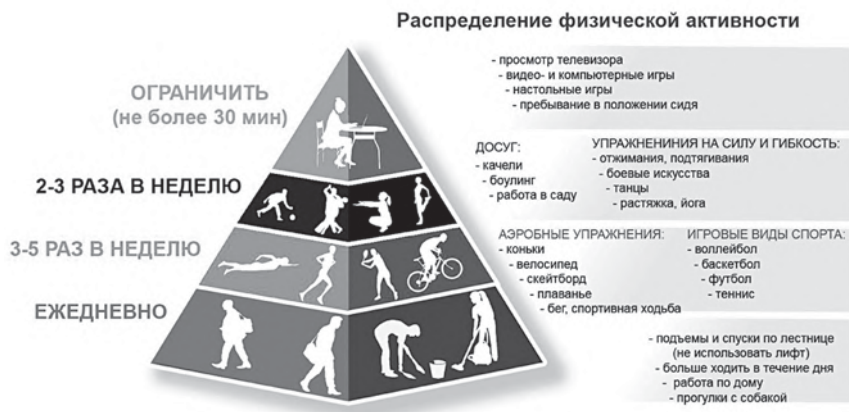 Распределение физической активности
ОГРАНИЧИТЬ
(не более 30 мин)
- просмотр телевизора
- видео- и компьютерные игры
- настольные игры
- пребывание в положении сидя
2-3 РАЗА В НЕДЕЛЮ
ДОСУГ:
- качели
- боулинг
- работа в саду
УПРАЖНЕНИНИЯ НА СИЛУ И ГИБКОСТЬ:
- отжимания, подтягивания
- боевые искусства
- танцы
- растяжка, йога
3-5 РАЗ В НЕДЕЛЮ
АЭРОБНЫЕ УПРАЖНЕНИЯ:
- коньки
- велосипед
- скейтборд
- плаванье
- бег, спортивная ходьба
ИГРОВЫЕ ВИДЫ СПОРТА:
- воллейбол
- баскетбол
- футбол
- теннис
ЕЖЕДНЕВНО
- подъемы и спуски по лестнице
(не использовать лифт)
- больше ходить в течение дня
- работа по дому
- прогулки с собакой